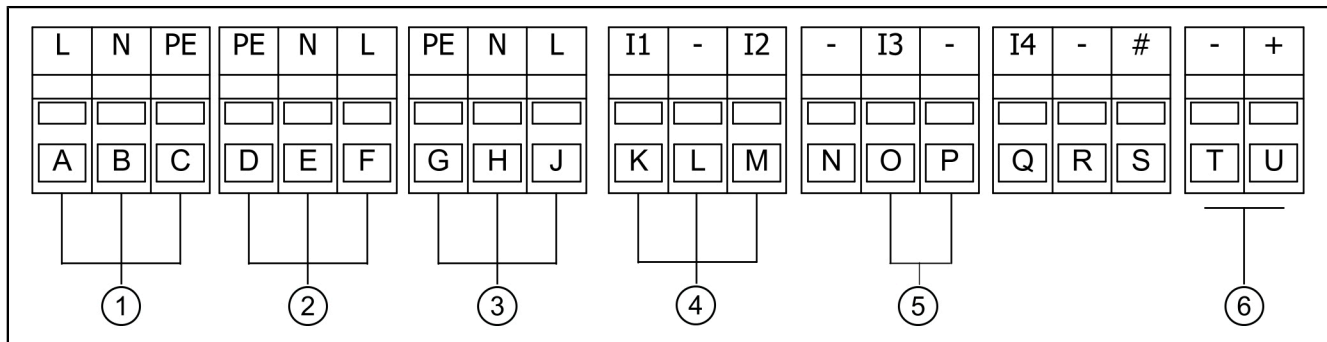 L N PE PE N L PE N L I1 - I2 - I3 - I4 - # - +
A B C D E F G H J K L M N O P Q R S T U
1 2 3 4 5 6